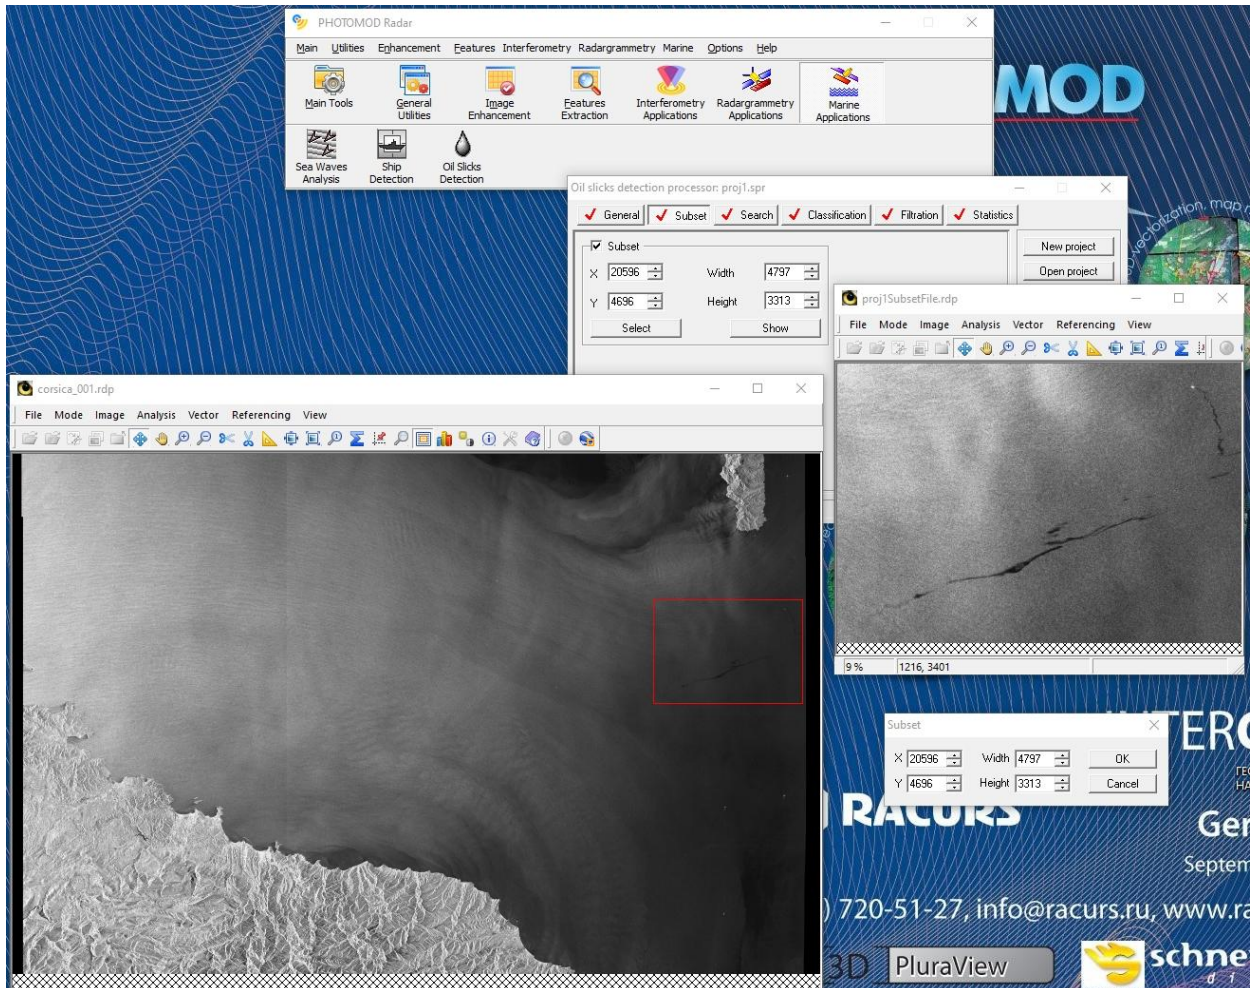 PHOTOMOD Radar
Main Utilities Enhancement Features Interferometry Radargrammetry Marine Options Help
Main Tools
General Utilities
Image Enhancement
Features Extraction
Interferometry Applications
Radargrammetry Applications
Marine Applications
Sea Waves Analysis
Ship Detection
Oil Slicks Detection
MOD
Oil slicks detection processor: proj1.spr
General Subset Search Classification Filtration Statistics
Subset
X 20596 Width 4797
Y 4696 Height 3313
Select Show
New project
Open project
vectorization, map
proj1SubsetFile.rdp
File Mode Image Analysis Vector Referencing View
9 % 1216, 3401
corsica_001.rdp
File Mode Image Analysis Vector Referencing View
Subset
X 20596 Width 4797 OK
Y 4696 Height 3313 Cancel
RACURS
Ger
Septem
) 720-51-27, info@racurs.ru, www.ra
3D PluraView
schne